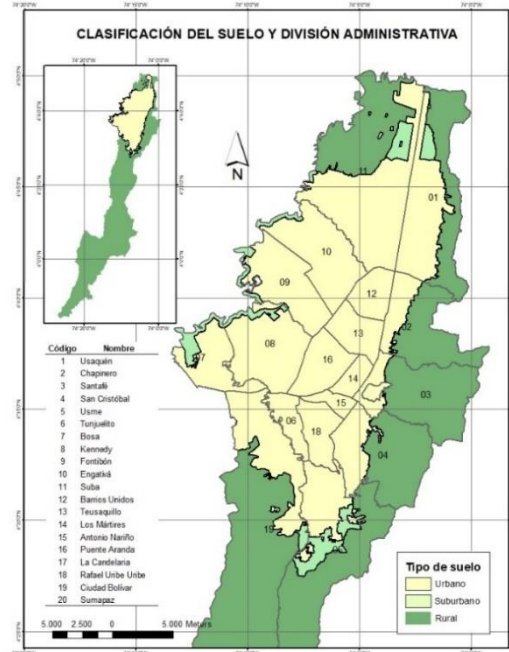 CLASIFICACIÓN DEL SUELO Y DIVISIÓN ADMINISTRATIVA
N
11
01
10
09
12
02
13
08
16
07
14
03
15
06
18
04
19
Código Nombre
1 Usaquén
2 Chapinero
3 Santafé
4 San Cristóbal
5 Usme
6 Tunjuelito
7 Bosa
8 Kennedy
9 Fontibón
10 Engativá
11 Suba
12 Barrios Unidos
13 Teusaquillo
14 Los Mártires
15 Antonio Nariño
16 Puente Aranda
17 La Candelaria
18 Rafael Uribe Uribe
19 Ciudad Bolívar
20 Sumapaz
5.000 2.500 0 5.000 Meters
Tipo de suelo
Urbano
Suburbano
Rural